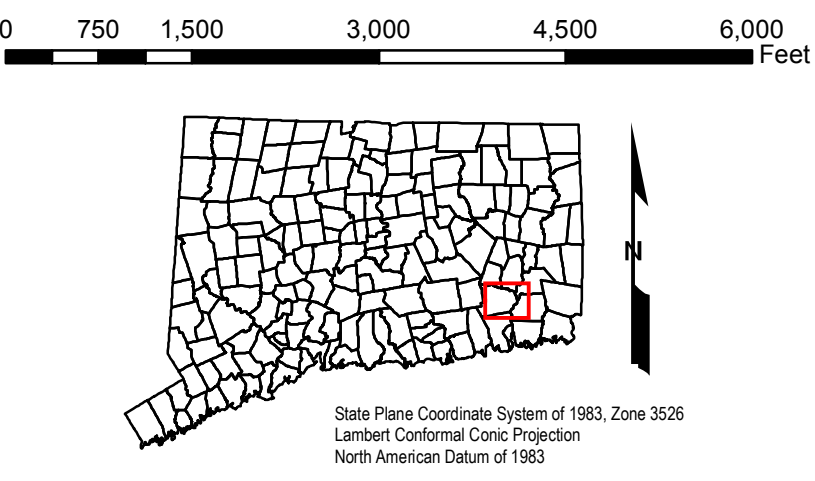 0 750 1,500 3,000 4,500 6,000
Feet
N
State Plane Coordinate System of 1983, Zone 3526
Lambert Conformal Conic Projection
North American Datum of 1983